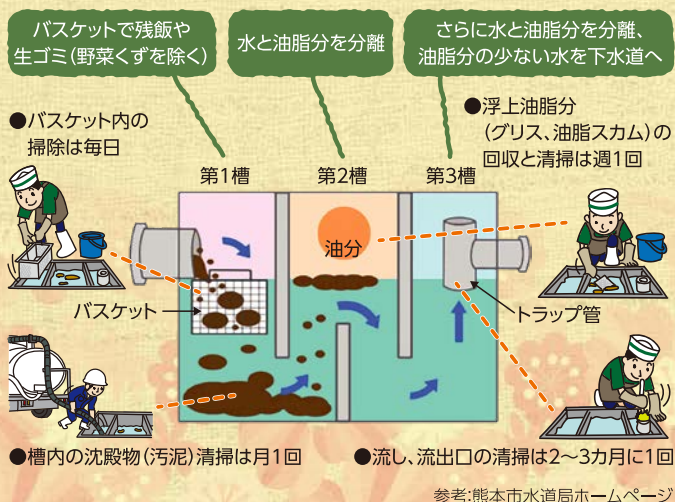 バスケットで残飯や
生ゴミ(野菜くずを除く)
水と油脂分を分離
さらに水と油脂分を分離、
油脂分の少ない水を下水道へ
●バスケット内の
掃除は毎日
●浮上油脂分
(グリス、油脂スカム)の
回収と清掃は週1回
第1槽
第2槽
第3槽
油分
バスケット
トラップ管
●槽内の沈殿物(汚泥)清掃は月1回
●流し、流出口の清掃は2〜3カ月に1回
参考:熊本市水道局ホームページ